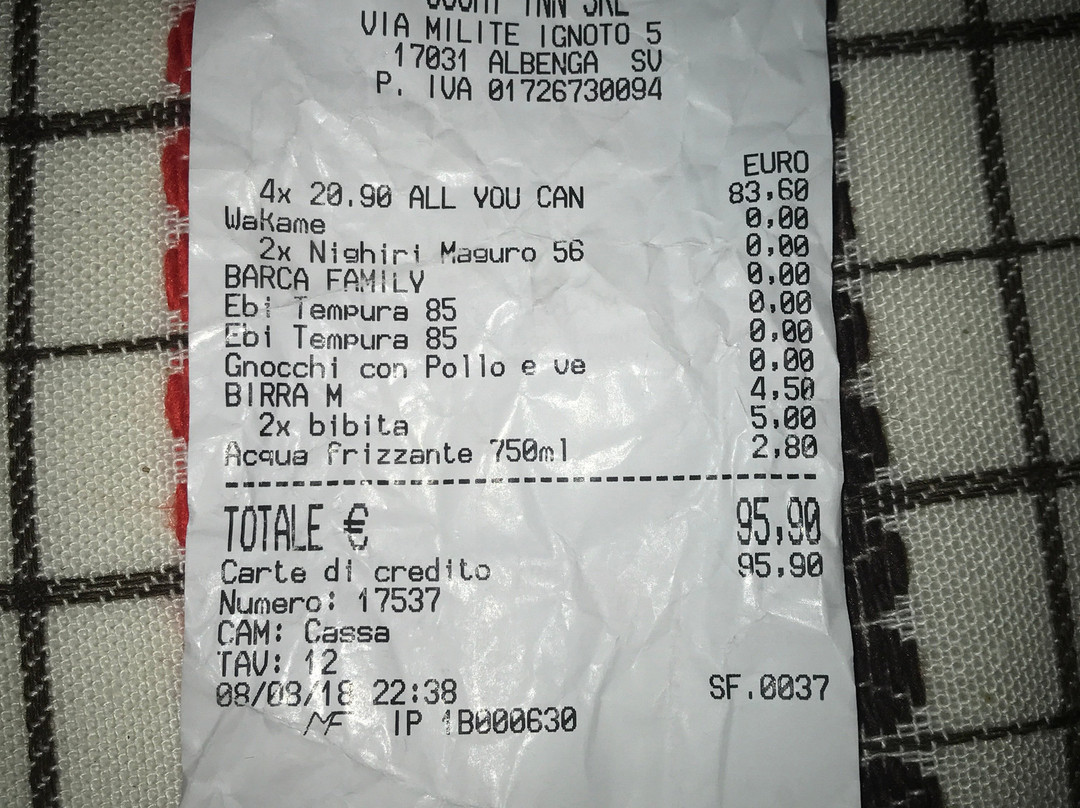 VIA MILITE IGNOTO 5
17031 ALBENGA SV
P. IVA 01726730094
EURO
4x 20.90 ALL YOU CAN 83,60
Wakame 0,00
2x Nighiri Maguro 56 0,00
BARCA FAMILY 0,00
Ebi Tempura 85 0,00
Ebi Tempura 85 0,00
Gnocchi con Pollo e ve 0,00
BIRRA M 4,50
2x bibita 5,00
Acqua frizzante 750ml 2,80
TOTALE € 95,90
Carte di credito 95,90
Numero: 17537
CAM: Cassa
TAV: 12
08/08/18 22:38 SF.0037
MF IP 1B000630